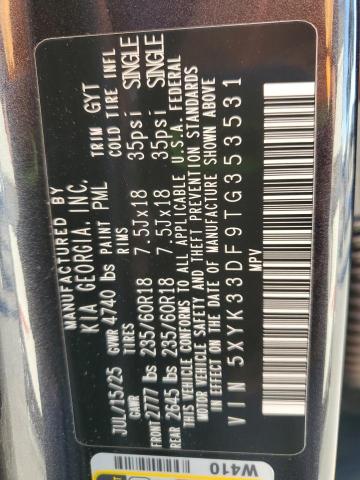 MANUFACTURED BY
KIA GEORGIA, INC.
PML
TRIM GYT
JUL/15/25 GVWR 4740 lbs
GAWR TIRES RIMS COLD TIRE INFL
FRONT 2777 lbs 235/60R18 7.5Jx18 35psi SINGLE
REAR 2645 lbs 235/60R18 7.5Jx18 35psi SINGLE
THIS VEHICLE CONFORMS TO ALL APPLICABLE U.S.A. FEDERAL
MOTOR VEHICLE SAFETY AND THEFT PREVENTION STANDARDS
IN EFFECT ON THE DATE OF MANUFACTURE SHOWN ABOVE
VIN 5XYK33DF9TG353531
MPV
W410